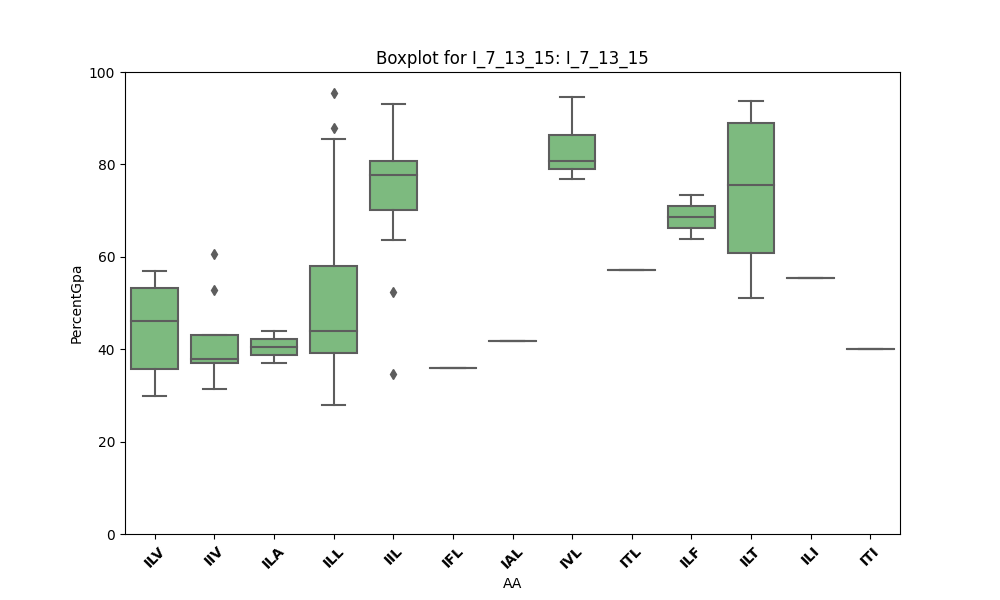 Boxplot for I_7_13_15: I_7_13_15
PercentGpa
100
80
60
40
20
0
ILV
IIV
ILA
ILL
IIL
IFL
IAL
IVL
ITL
ILF
ILT
ILI
ITI
AA